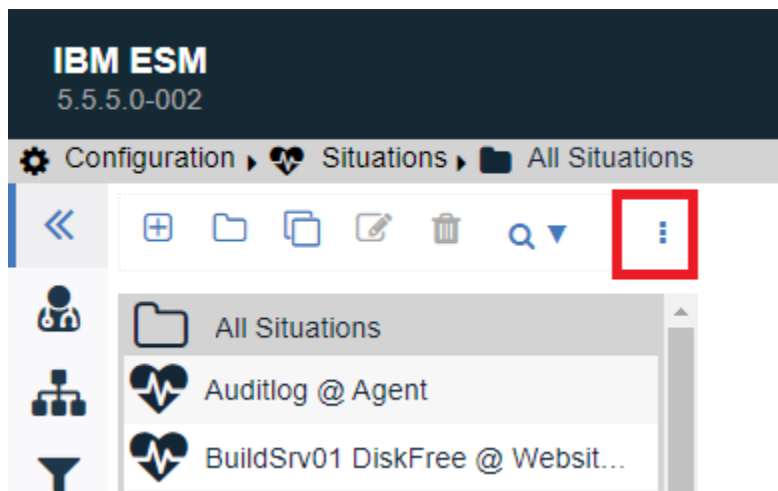 IBM ESM
5.5.5.0-002
Configuration Situations All Situations
All Situations
Auditlog @ Agent
BuildSrv01 DiskFree @ Websit...